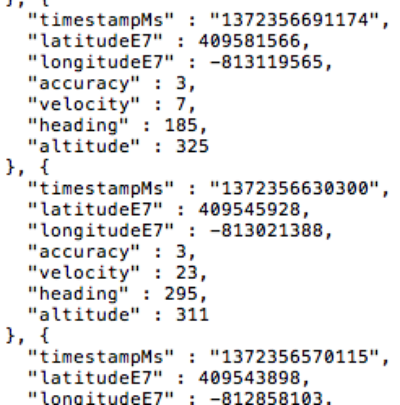 }, {
"timestampMs" : "1372356691174",
"latitudeE7" : 409581566,
"longitudeE7" : -813119565,
"accuracy" : 3,
"velocity" : 7,
"heading" : 185,
"altitude" : 325
}, {
"timestampMs" : "1372356630300",
"latitudeE7" : 409545928,
"longitudeE7" : -813021388,
"accuracy" : 3,
"velocity" : 23,
"heading" : 295,
"altitude" : 311
}, {
"timestampMs" : "1372356570115",
"latitudeE7" : 409543898,
"longitudeE7" : -812858103,